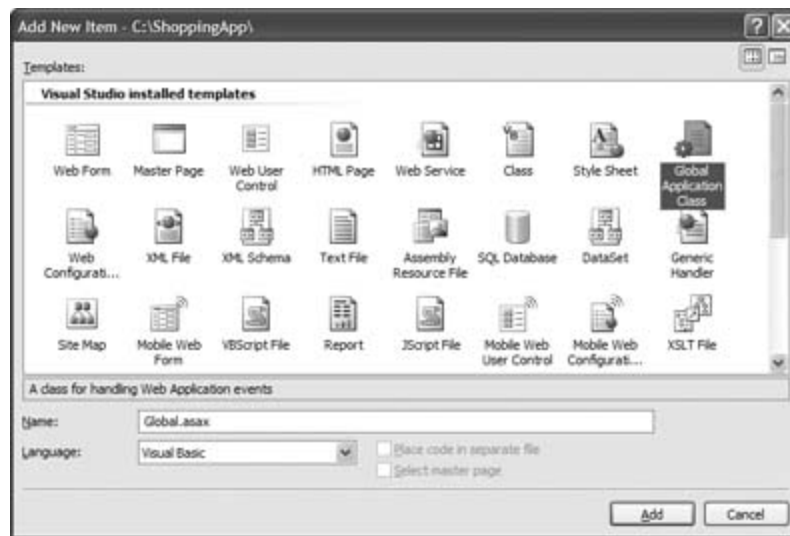 Add New Item - C:\ShoppingApp\
Templates:
Visual Studio installed templates
Web Form
Master Page
Web User
Control
HTML Page
Web Service
Class
Style Sheet
Global
Application
Class
Web
Configurati...
XML File
XML Schema
Text File
Assembly
Resource File
SQL Database
DataSet
Generic
Handler
Site Map
Mobile Web
Form
VBScript File
Report
JScript File
Mobile Web
User Control
Mobile Web
Configurati...
XSLT File
A class for handling Web Application events
Name:
Global.asax
Language:
Visual Basic
Place code in separate file
Select master page
Add
Cancel